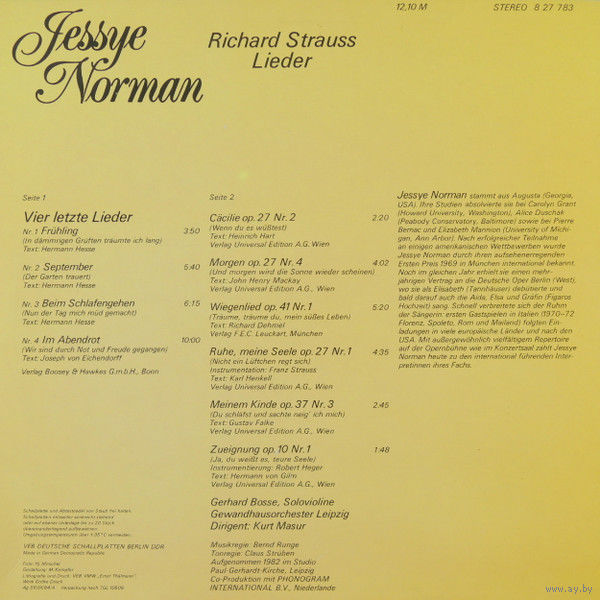 12,10 M
STEREO 8 27 783
Jessye
Norman
Richard Strauss
Lieder
Seite 1
Vier letzte Lieder
Nr. 1 Frühling 3:50
(In dämmrigen Grüften träumte ich lang)
Text: Hermann Hesse
Nr. 2 September 5:40
(Der Garten trauert)
Text: Hermann Hesse
Nr. 3 Beim Schlafengehen 6:15
(Nun der Tag mich müd gemacht)
Text: Hermann Hesse
Nr. 4 Im Abendrot 10:00
(Wir sind durch Not und Freude gegangen)
Text: Joseph von Eichendorff
Verlag Boosey & Hawkes G.m.b.H., Bonn
Seite 2
Cäcilie op. 27 Nr. 2 2:20
(Wenn du es wüßtest)
Text: Heinrich Hart
Verlag Universal Edition A.G. Wien
Morgen op. 27 Nr. 4 4:02
(Und morgen wird die Sonne wieder scheinen)
Text: John Henry Mackay
Verlag Universal Edition A.G., Wien
Wiegenlied op. 41 Nr. 1 5:20
(Träume, träume du, mein süßes Leben)
Text: Richard Dehmel
Verlag F.E.C. Leuckart, München
Ruhe, meine Seele op. 27 Nr. 1 4:35
(Nicht ein Lüftchen regt sich)
Instrumentation: Franz Strauss
Text: Karl Henkell
Verlag Universal Edition A.G., Wien
Meinem Kinde op. 37 Nr. 3 2:45
(Du schläfst und sachte neig' ich mich)
Text: Gustav Falke
Verlag Universal Edition A.G., Wien
Zueignung op. 10 Nr. 1 1:48
(Ja, du weißt es, teure Seele)
Instrumentierung: Robert Heger
Text: Hermann von Gilm
Verlag Universal Edition A.G., Wien
Gerhard Bosse, Solovioline
Gewandhausorchester Leipzig
Dirigent: Kurt Masur
Musikregie: Bernd Runge
Tonregie: Claus Strüben
Aufgenommen 1982 im Studio
Paul-Gerhardt-Kirche, Leipzig
Co-Produktion mit PHONOGRAM
INTERNATIONAL B.V., Niederlande
Jessye Norman stammt aus Augusta (Georgia,
USA). Ihre Studien absolvierte sie bei Carolyn Grant
(Howard University, Washington), Alice Duschak
(Peabody Conservatory, Baltimore) sowie bei Pierre
Bernac und Elizabeth Mannion (University of Michi-
gan, Ann Arbor). Nach erfolgreicher Teilnahme
an einigen amerikanischen Wettbewerben wurde
Jessye Norman durch ihren aufsehenerregenden
Ersten Preis 1969 in München international bekannt.
Noch im gleichen Jahr erhielt sie einen mehr-
jährigen Vertrag an die Deutsche Oper Berlin (West),
wo sie als Elisabeth (Tannhäuser) debütierte und
bald darauf auch die Aida, Elsa und Gräfin (Figaros
Hochzeit) sang. Schnell verbreitete sich der Ruhm
der Sängerin: ersten Gastspielen in Italien (1970–72
Florenz, Spoleto, Rom und Mailand) folgten Ein-
ladungen in viele europäische Länder und nach den
USA. Mit außergewöhnlich vielfältigem Repertoire
auf der Opernbühne wie im Konzertsaal zählt Jessye
Norman heute zu den international führenden Inter-
pretinnen ihres Fachs.
VEB DEUTSCHE SCHALLPLATTEN BERLIN DDR
Made in German Democratic Republic
www.ay.by